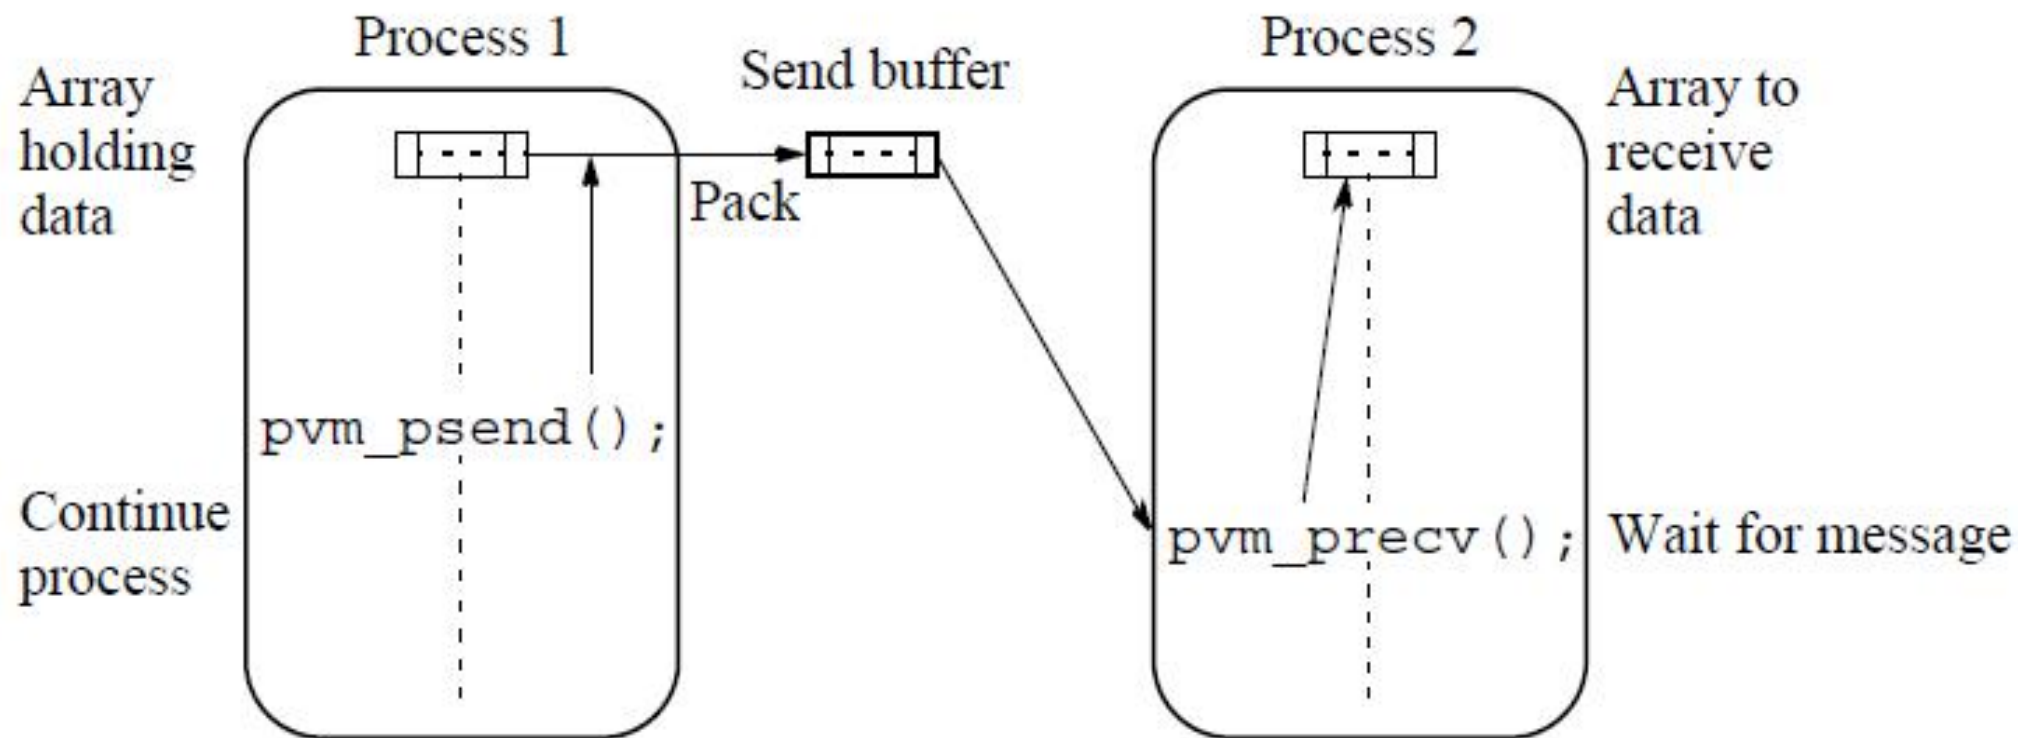 Process 1
Send buffer
Process 2
Array
holding
data
Pack
Array to
receive
data
pvm_psend();
Continue
process
pvm_precv();
Wait for message